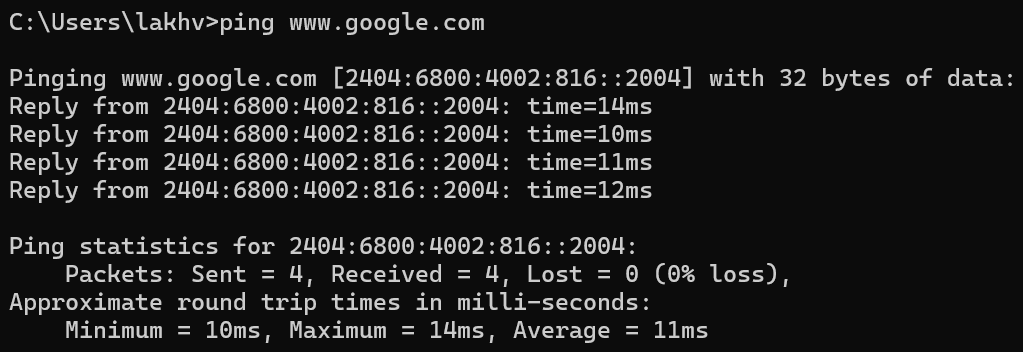 C:\Users\lakhv>ping www.google.com
Pinging www.google.com [2404:6800:4002:816::2004] with 32 bytes of data:
Reply from 2404:6800:4002:816::2004: time=14ms
Reply from 2404:6800:4002:816::2004: time=10ms
Reply from 2404:6800:4002:816::2004: time=11ms
Reply from 2404:6800:4002:816::2004: time=12ms
Ping statistics for 2404:6800:4002:816::2004:
    Packets: Sent = 4, Received = 4, Lost = 0 (0% loss),
Approximate round trip times in milli-seconds:
    Minimum = 10ms, Maximum = 14ms, Average = 11ms